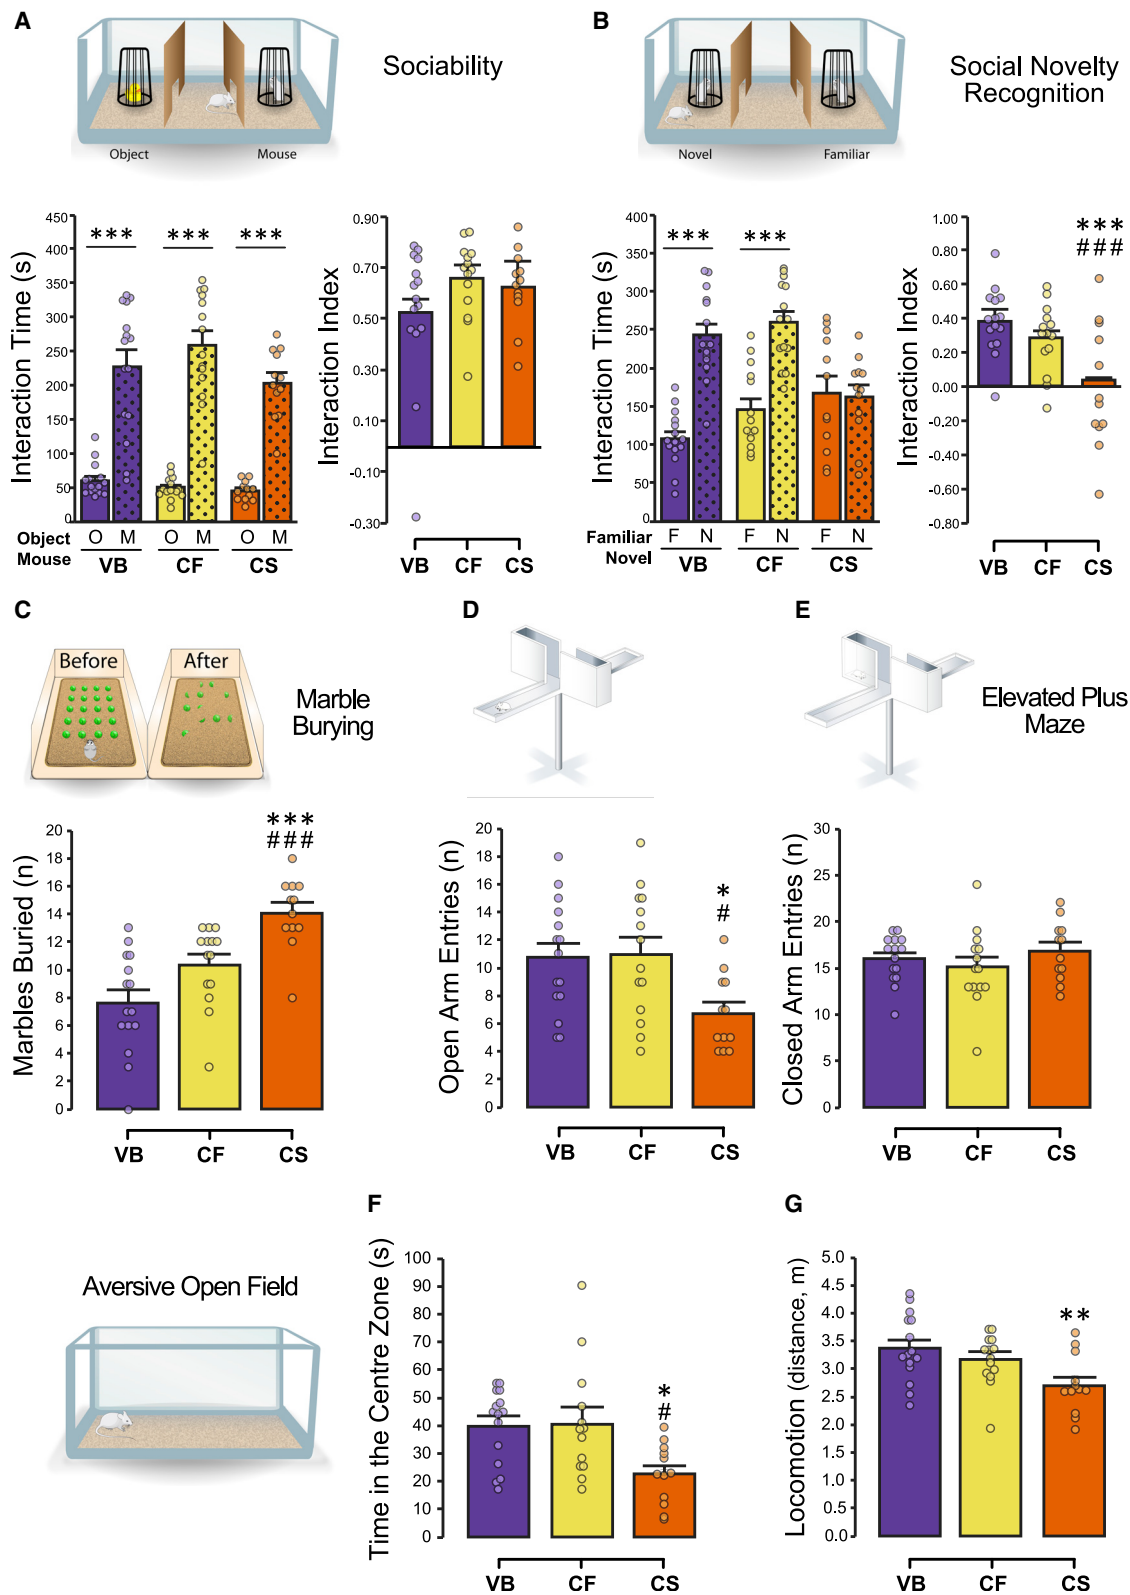 A
Sociability
Object
Mouse
450
400
350
300
250
200
150
100
50
0
Interaction Time (s)
***
***
***
Object
Mouse
O M O M O M
VB CF CS
0.90
0.70
0.50
0.30
0.10
-0.10
-0.30
Interaction Index
VB CF CS
B
Social Novelty
Recognition
Novel
Familiar
400
350
300
250
200
150
100
50
0
Interaction Time (s)
***
***
Familiar
Novel
F N F N F N
VB CF CS
1.00
0.80
0.60
0.40
0.20
0.00
-0.20
-0.40
-0.60
-0.80
Interaction Index
***
###
VB CF CS
C
Before
After
Marble
Burying
20
18
16
14
12
10
8
6
4
2
0
Marbles Buried (n)
***
###
VB CF CS
D
20
18
16
14
12
10
8
6
4
2
0
Open Arm Entries (n)
*
#
VB CF CS
E
Elevated Plus
Maze
30
25
20
15
10
5
0
Closed Arm Entries (n)
VB CF CS
Aversive Open Field
F
100
90
80
70
60
50
40
30
20
10
0
Time in the Centre Zone (s)
*
#
VB CF CS
G
5.0
4.5
4.0
3.5
3.0
2.5
2.0
1.5
1.0
0.5
0.0
Locomotion (distance, m)
**
VB CF CS